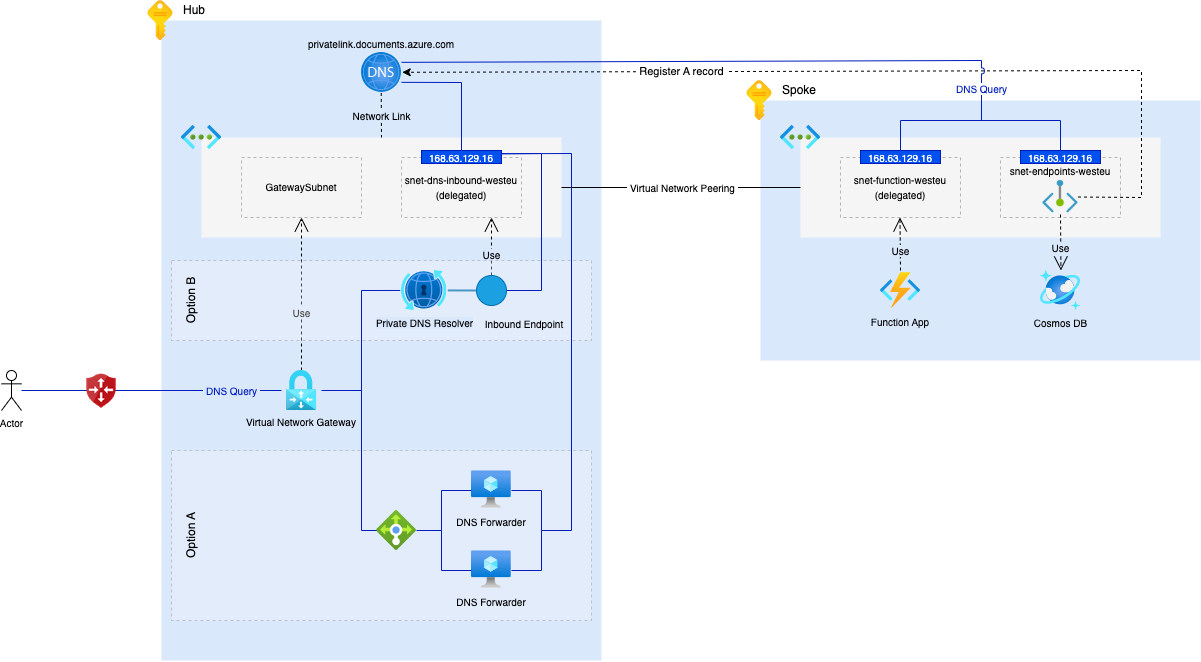 Hub
privatelink.documents.azure.com
DNS
Register A record
DNS Query
Spoke
Network Link
168.63.129.16
snet-dns-inbound-westeu
(delegated)
GatewaySubnet
Virtual Network Peering
168.63.129.16
snet-function-westeu
(delegated)
168.63.129.16
snet-endpoints-westeu
Use
Use
Use
Option B
Use
Private DNS Resolver
Inbound Endpoint
Function App
Cosmos DB
DNS Query
Actor
Virtual Network Gateway
Option A
DNS Forwarder
DNS Forwarder